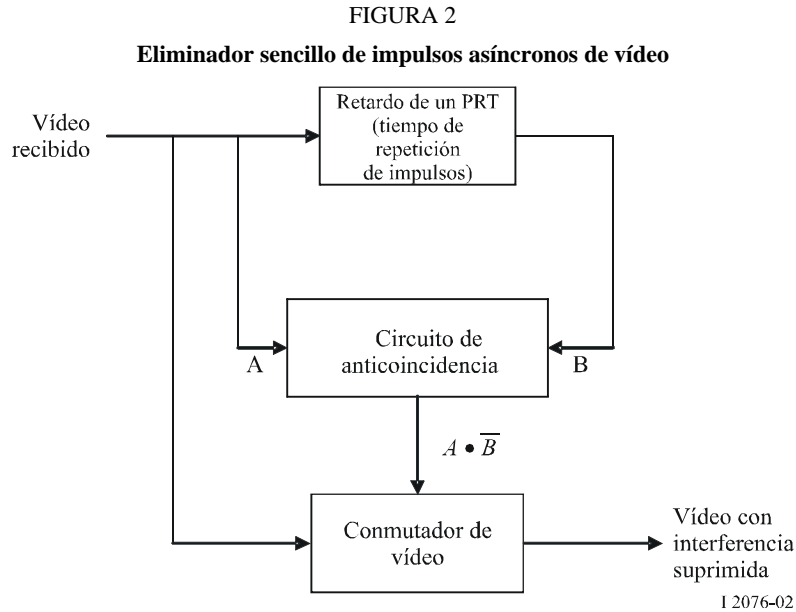 FIGURA 2
Eliminador sencillo de impulsos asíncronos de vídeo
Vídeo
recibido
Retardo de un PRT
(tiempo de
repetición
de impulsos)
A
Circuito de
anticoincidencia
B
A • B̅
Conmutador de
vídeo
Vídeo con
interferencia
suprimida
I 2076-02